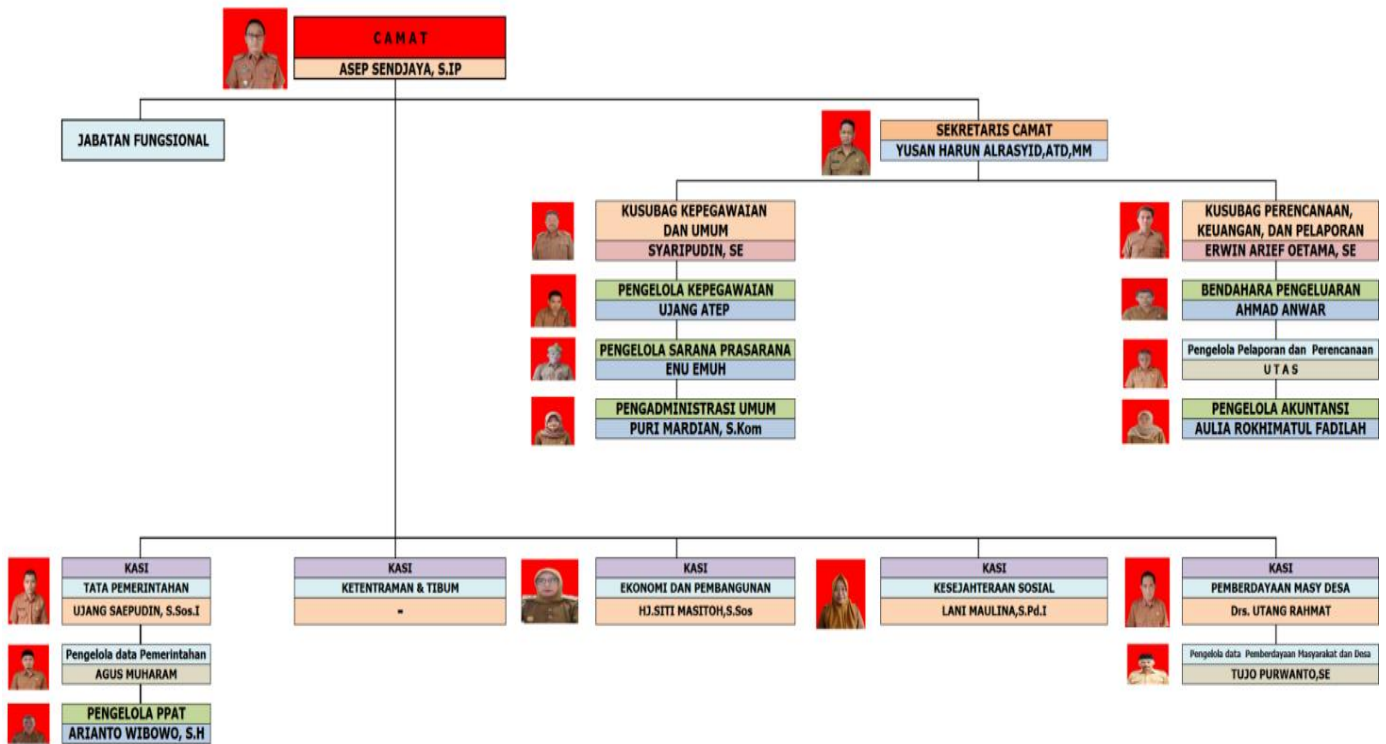 C A M A T
ASEP SENDJAYA, S.IP
JABATAN FUNGSIONAL
SEKRETARIS CAMAT
YUSAN HARUN ALRASYID,ATD,MM
KUSUBAG KEPEGAWAIAN
DAN UMUM
SYARIPUDIN, SE
PENGELOLA KEPEGAWAIAN
UJANG ATEP
PENGELOLA SARANA PRASARANA
ENU EMUH
PENGADMINISTRASI UMUM
PURI MARDIAN, S.Kom
KUSUBAG PERENCANAAN,
KEUANGAN, DAN PELAPORAN
ERWIN ARIEF OETAMA, SE
BENDAHARA PENGELUARAN
AHMAD ANWAR
Pengelola Pelaporan dan Perencanaan
U T A S
PENGELOLA AKUNTANSI
AULIA ROKHIMATUL FADILAH
KASI
TATA PEMERINTAHAN
UJANG SAEPUDIN, S.Sos.I
Pengelola data Pemerintahan
AGUS MUHARAM
PENGELOLA PPAT
ARIANTO WIBOWO, S.H
KASI
KETENTRAMAN & TIBUM
-
KASI
EKONOMI DAN PEMBANGUNAN
HJ.SITI MASITOH,S.Sos
KASI
KESEJAHTERAAN SOSIAL
LANI MAULINA,S.Pd.I
KASI
PEMBERDAYAAN MASY DESA
Drs. UTANG RAHMAT
Pengelola data Pemberdayaan Masyarakat dan Desa
TUJO PURWANTO,SE